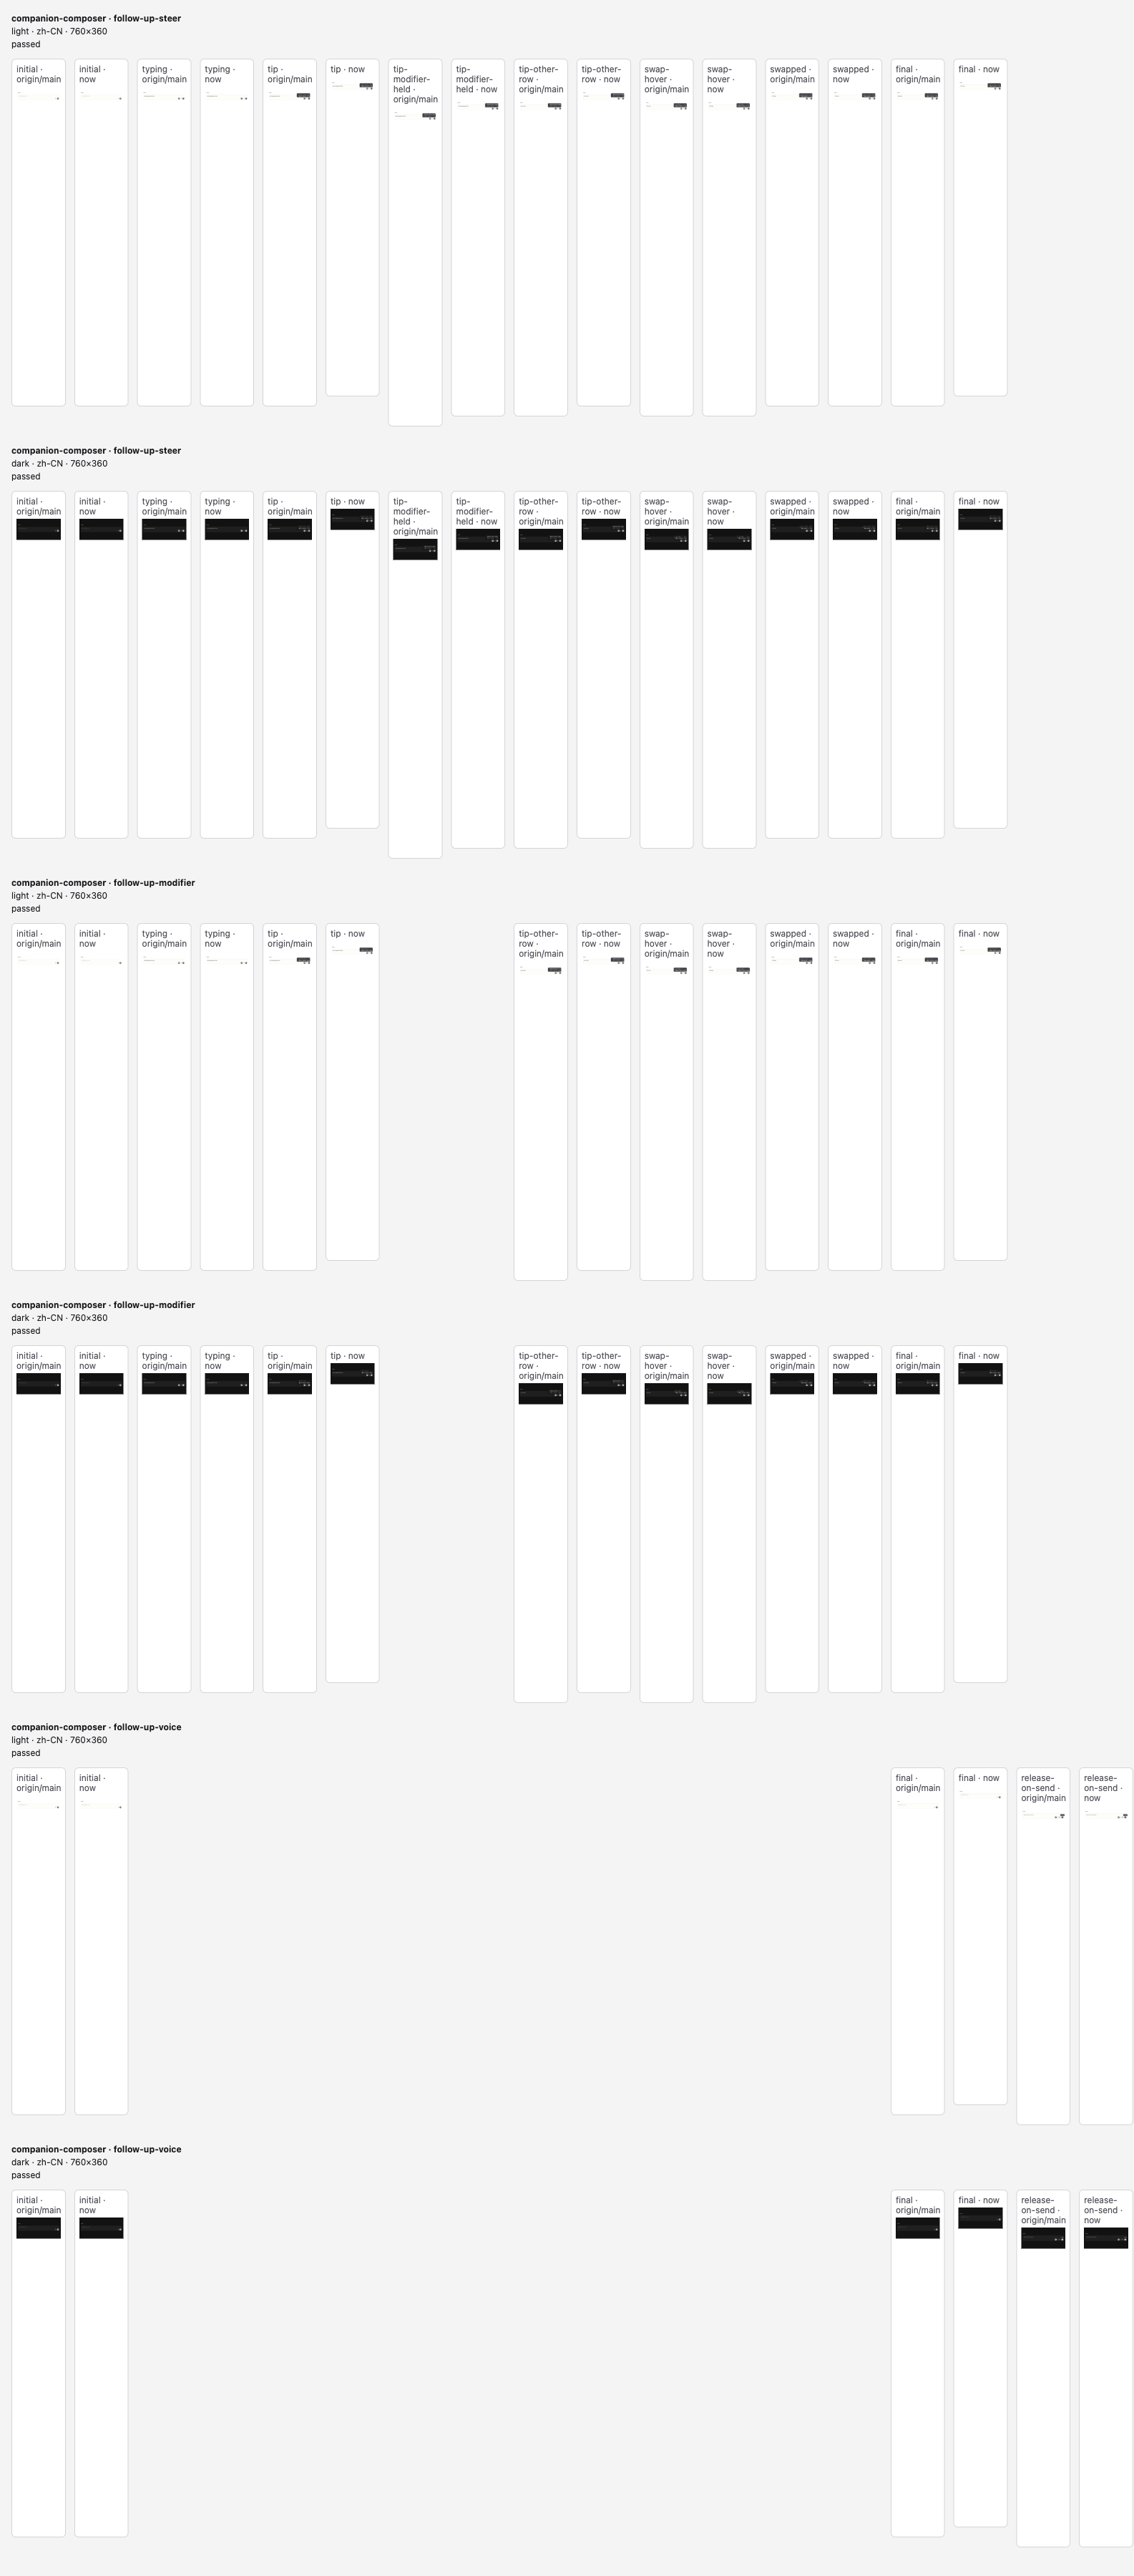 companion-composer · follow-up-steer
light · zh-CN · 760×360
passed
initial ·
origin/main
initial ·
now
typing ·
origin/main
typing ·
now
tip ·
origin/main
tip · now
tip-
modifier-
held ·
origin/main
tip-
modifier-
held · now
tip-other-
row ·
origin/main
tip-other-
row · now
swap-
hover ·
origin/main
swap-
hover ·
now
swapped ·
origin/main
swapped ·
now
final ·
origin/main
final · now
companion-composer · follow-up-steer
dark · zh-CN · 760×360
passed
initial ·
origin/main
initial ·
now
typing ·
origin/main
typing ·
now
tip ·
origin/main
tip · now
tip-
modifier-
held ·
origin/main
tip-
modifier-
held · now
tip-other-
row ·
origin/main
tip-other-
row · now
swap-
hover ·
origin/main
swap-
hover ·
now
swapped ·
origin/main
swapped ·
now
final ·
origin/main
final · now
companion-composer · follow-up-modifier
light · zh-CN · 760×360
passed
initial ·
origin/main
initial ·
now
typing ·
origin/main
typing ·
now
tip ·
origin/main
tip · now
tip-other-
row ·
origin/main
tip-other-
row · now
swap-
hover ·
origin/main
swap-
hover ·
now
swapped ·
origin/main
swapped ·
now
final ·
origin/main
final · now
companion-composer · follow-up-modifier
dark · zh-CN · 760×360
passed
initial ·
origin/main
initial ·
now
typing ·
origin/main
typing ·
now
tip ·
origin/main
tip · now
tip-other-
row ·
origin/main
tip-other-
row · now
swap-
hover ·
origin/main
swap-
hover ·
now
swapped ·
origin/main
swapped ·
now
final ·
origin/main
final · now
companion-composer · follow-up-voice
light · zh-CN · 760×360
passed
initial ·
origin/main
initial ·
now
final ·
origin/main
final · now
release-
on-send ·
origin/main
release-
on-send ·
now
companion-composer · follow-up-voice
dark · zh-CN · 760×360
passed
initial ·
origin/main
initial ·
now
final ·
origin/main
final · now
release-
on-send ·
origin/main
release-
on-send ·
now